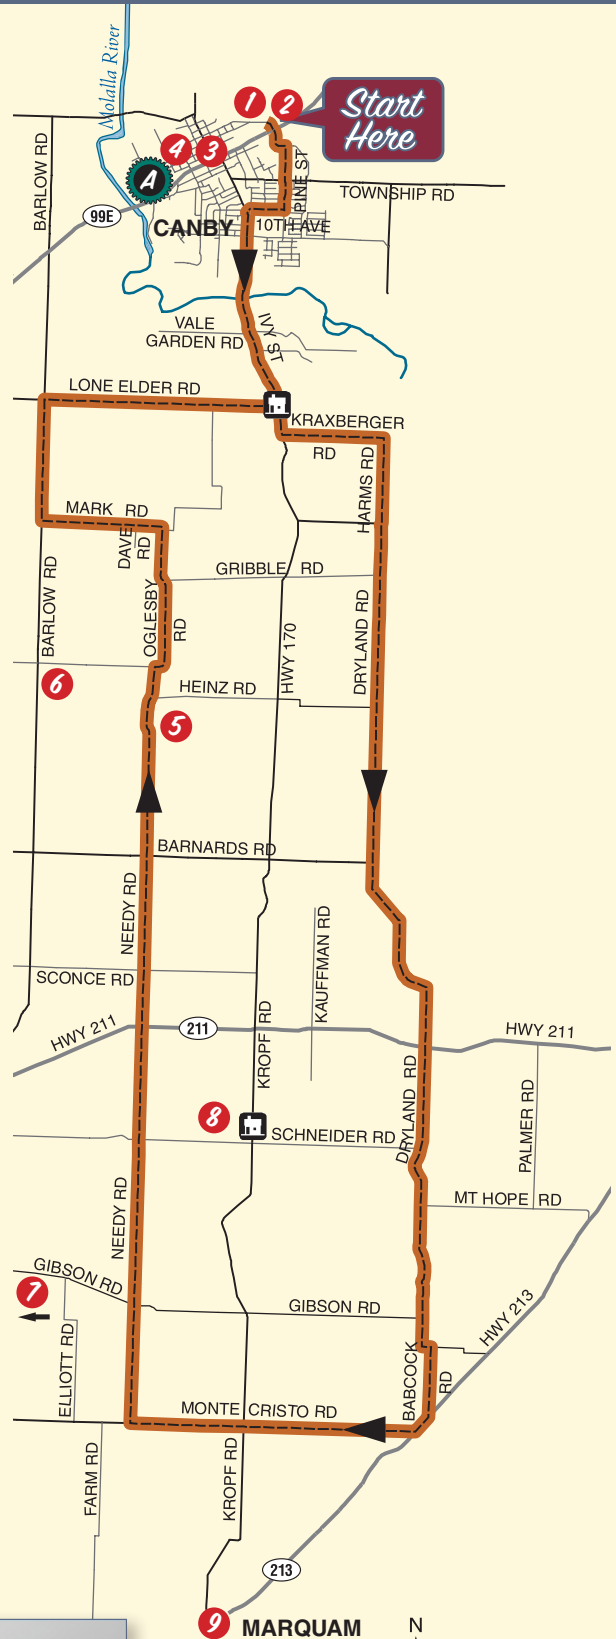 Molalla River
1
2
Start
Here
4
3
A
BARLOW RD
PINE ST
TOWNSHIP RD
99E
CANBY
10TH AVE
VALE
GARDEN RD
IVY ST
LONE ELDER RD
KRAXBERGER
RD
HARMS RD
MARK RD
DAVE
RD
GRIBBLE RD
BARLOW RD
OGLESBY
RD
HWY 170
DRYLAND RD
6
HEINZ RD
5
BARNARDS RD
NEEDY RD
KAUFFMAN RD
SCONCE RD
HWY 211
211
HWY 211
KROPF RD
DRYLAND RD
PALMER RD
8
SCHNEIDER RD
NEEDY RD
MT HOPE RD
GIBSON RD
7
GIBSON RD
HWY 213
ELLIOTT RD
BABCOCK
RD
MONTE CRISTO RD
FARM RD
KROPF RD
213
9
MARQUAM
N